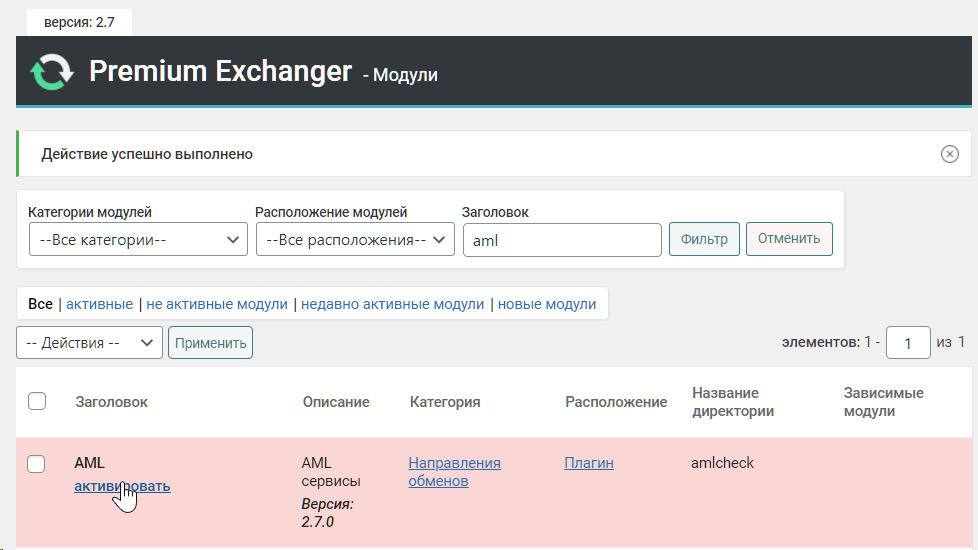 версия: 2.7
Premium Exchanger - Модули
Действие успешно выполнено
Категории модулей Расположение модулей Заголовок
--Все категории-- --Все расположения-- aml Фильтр Отменить
Все | активные | не активные модули | недавно активные модули | новые модули
-- Действия -- Применить элементов: 1 - 1 из 1
Заголовок Описание Категория Расположение Название директории Зависимые модули
AML AML сервисы Направления обменов Плагин amlcheck
активировать Версия: 2.7.0